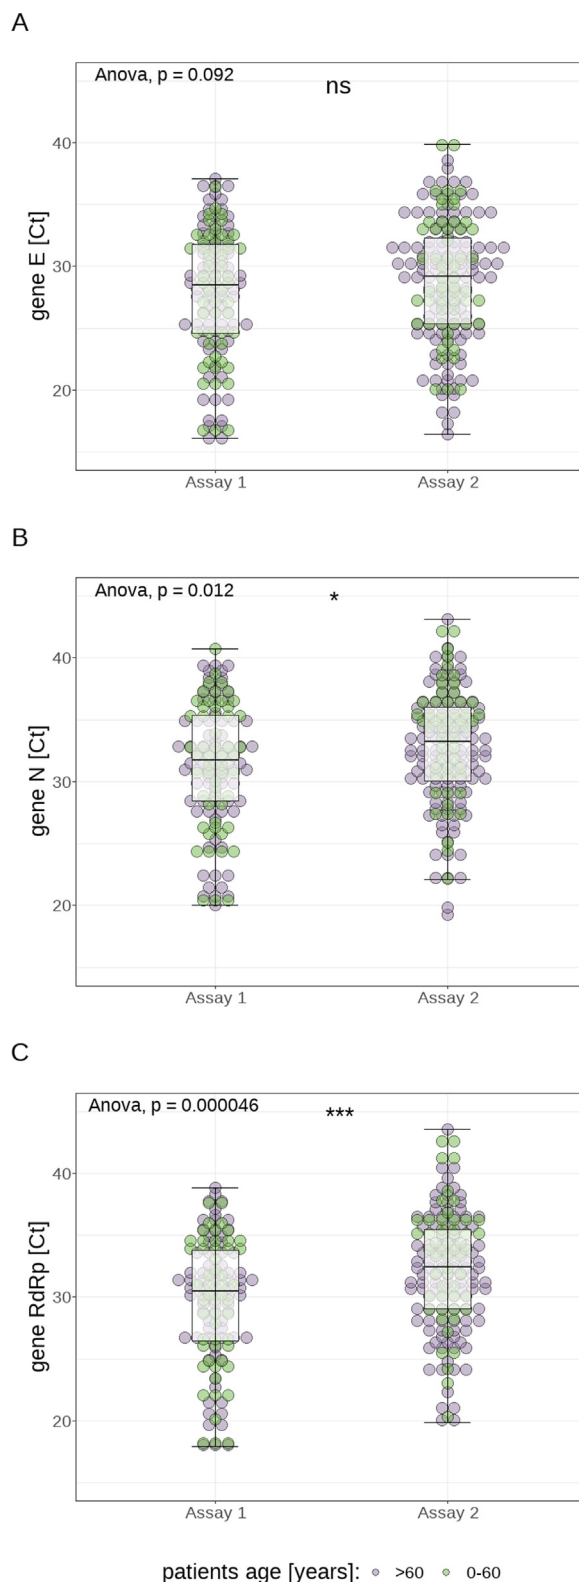 A
Anova, p = 0.092
ns
40
30
20
gene E [Ct]
Assay 1
Assay 2
B
Anova, p = 0.012
*
40
30
20
gene N [Ct]
Assay 1
Assay 2
C
Anova, p = 0.000046
***
40
30
20
gene RdRp [Ct]
Assay 1
Assay 2
patients age [years]: >60 0-60